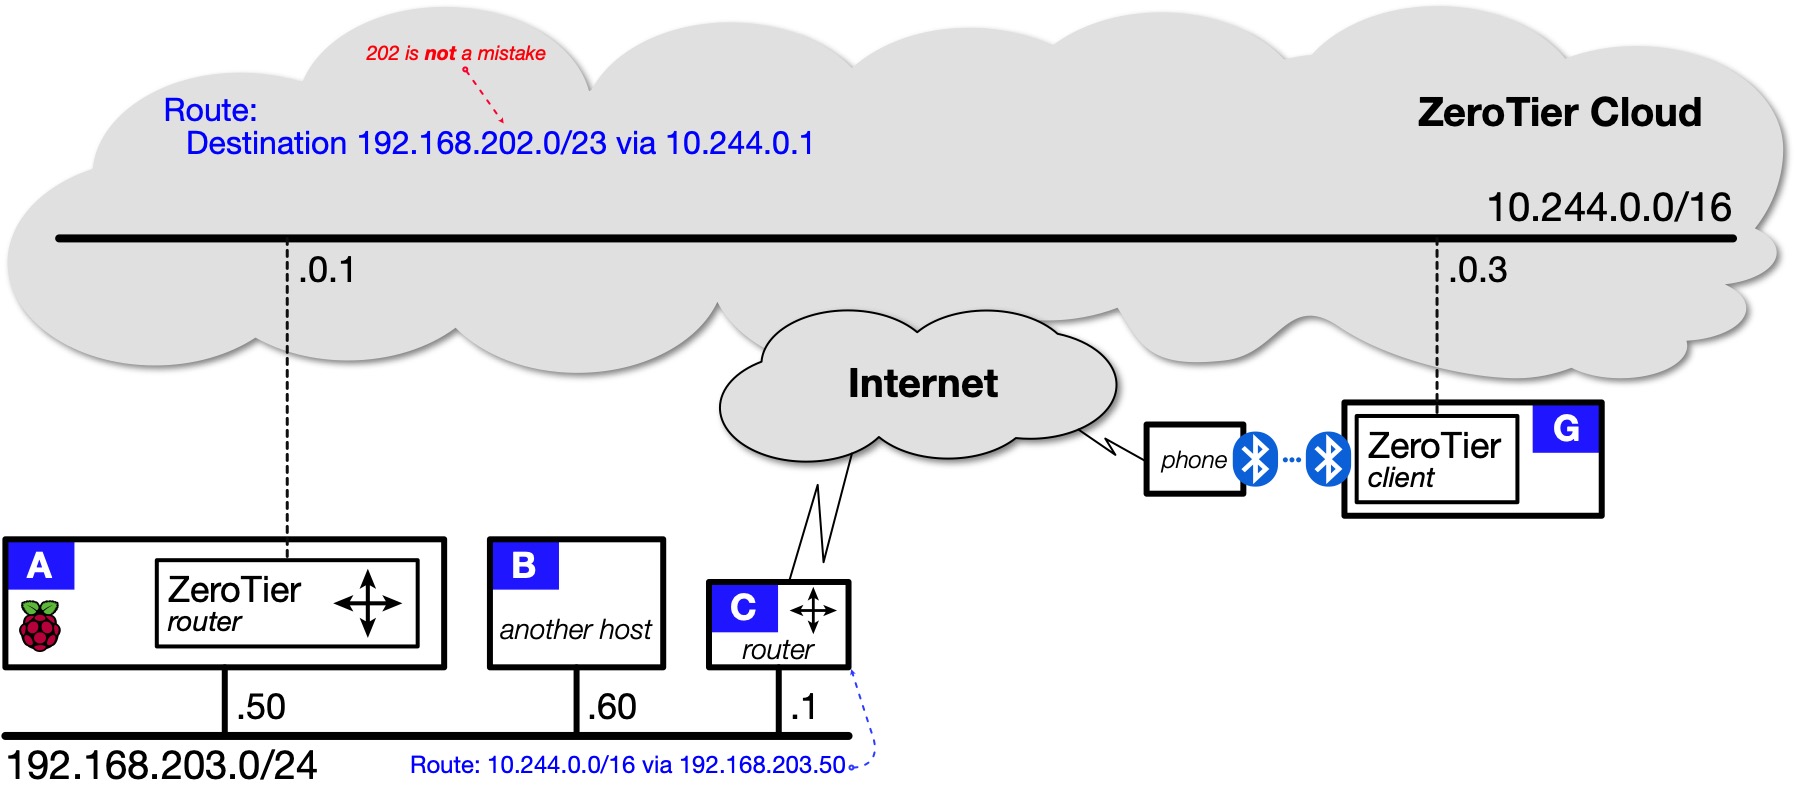 202 is not a mistake
Route:
Destination 192.168.202.0/23 via 10.244.0.1
ZeroTier Cloud
10.244.0.0/16
.0.1
.0.3
Internet
phone
ZeroTier
client
G
A
ZeroTier
router
B
another host
C
router
.50
.60
.1
192.168.203.0/24
Route: 10.244.0.0/16 via 192.168.203.50